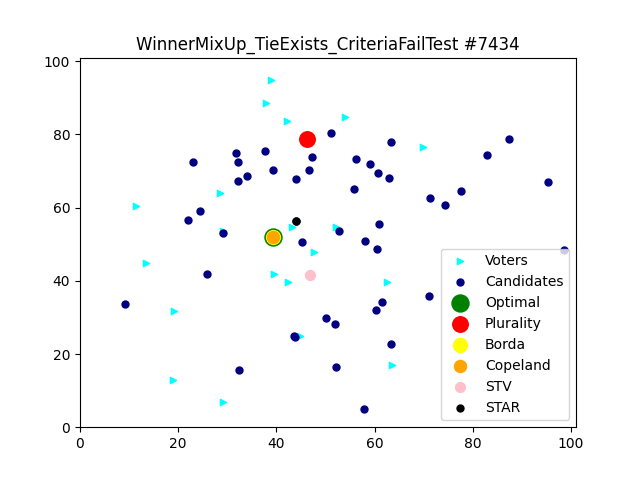 WinnerMixUp_TieExists_CriteriaFailTest #7434
100
80
60
40
20
0
0 20 40 60 80 100
Voters
Candidates
Optimal
Plurality
Borda
Copeland
STV
STAR